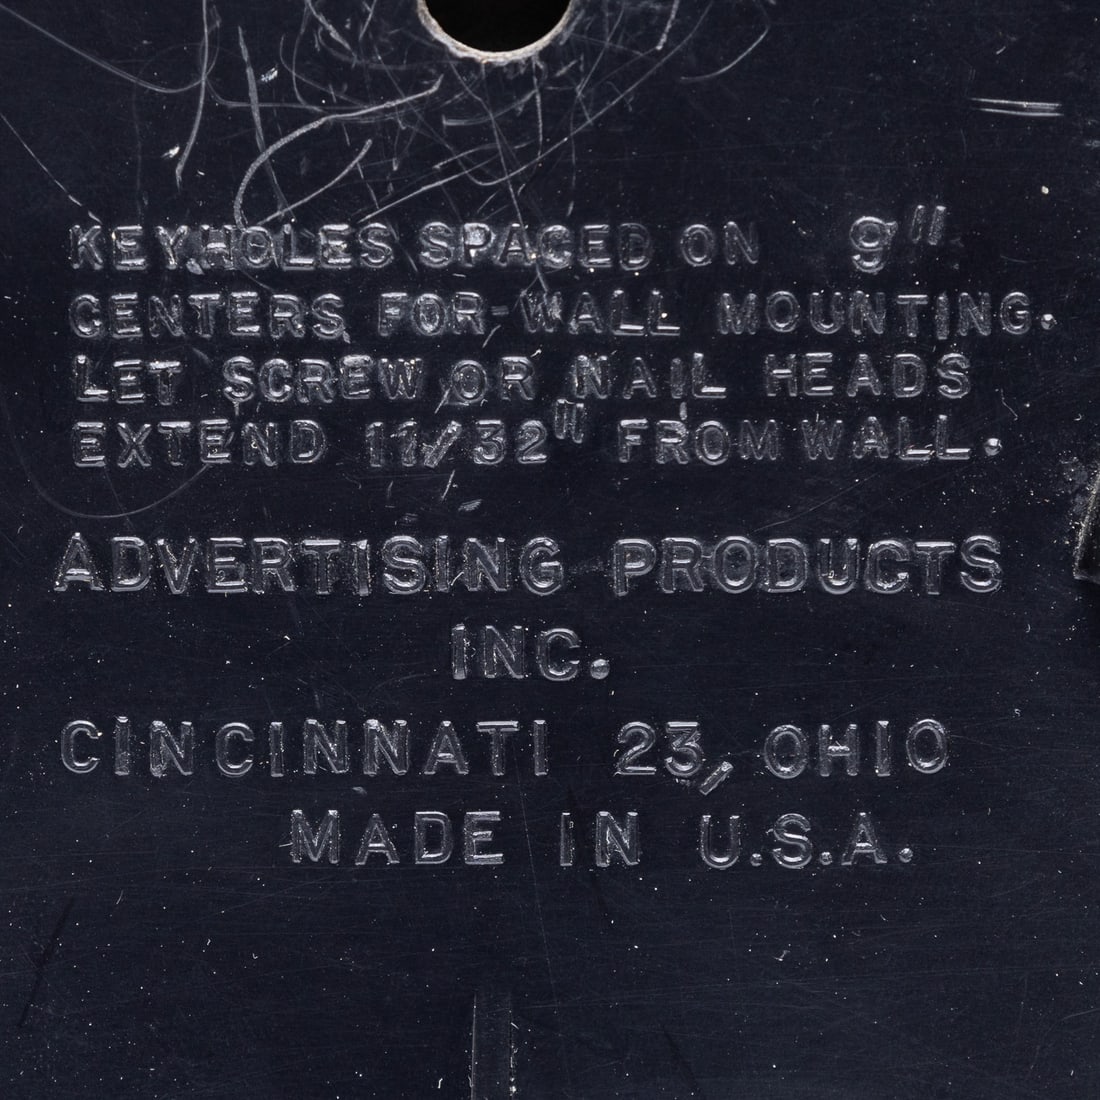 KEYHOLES SPACED ON 9"
CENTERS FOR WALL MOUNTING.
LET SCREW OR NAIL HEADS
EXTEND 11/32" FROM WALL.
ADVERTISING PRODUCTS
INC.
CINCINNATI 23, OHIO
MADE IN U.S.A.